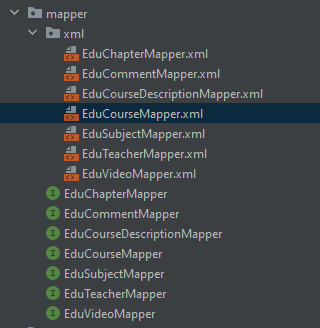 mapper
xml
EduChapterMapper.xml
EduCommentMapper.xml
EduCourseDescriptionMapper.xml
EduCourseMapper.xml
EduSubjectMapper.xml
EduTeacherMapper.xml
EduVideoMapper.xml
I EduChapterMapper
I EduCommentMapper
I EduCourseDescriptionMapper
I EduCourseMapper
I EduSubjectMapper
I EduTeacherMapper
I EduVideoMapper